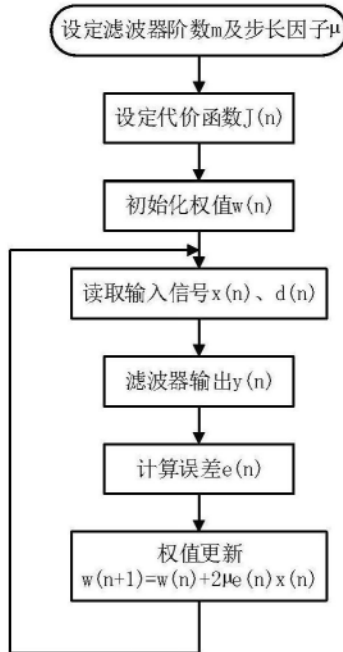 设定滤波器阶数m及步长因子μ
设定代价函数J(n)
初始化权值w(n)
读取输入信号x(n)、d(n)
滤波器输出y(n)
计算误差e(n)
权值更新
w(n+1)=w(n)+2μe(n)x(n)